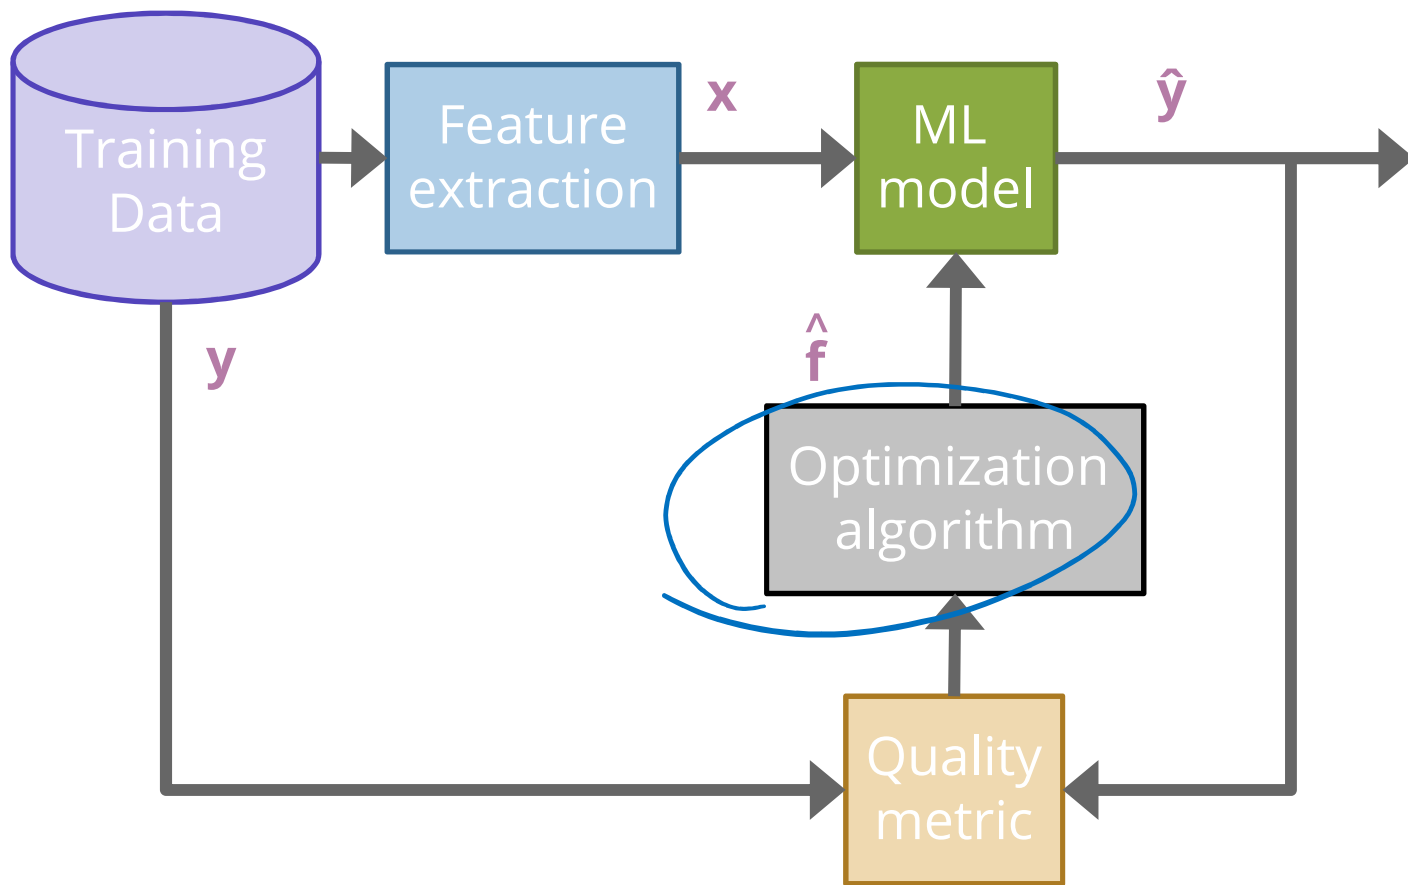 Training
Data
Feature
extraction
x
ML
model
ŷ
y
f̂
Optimization
algorithm
Quality
metric